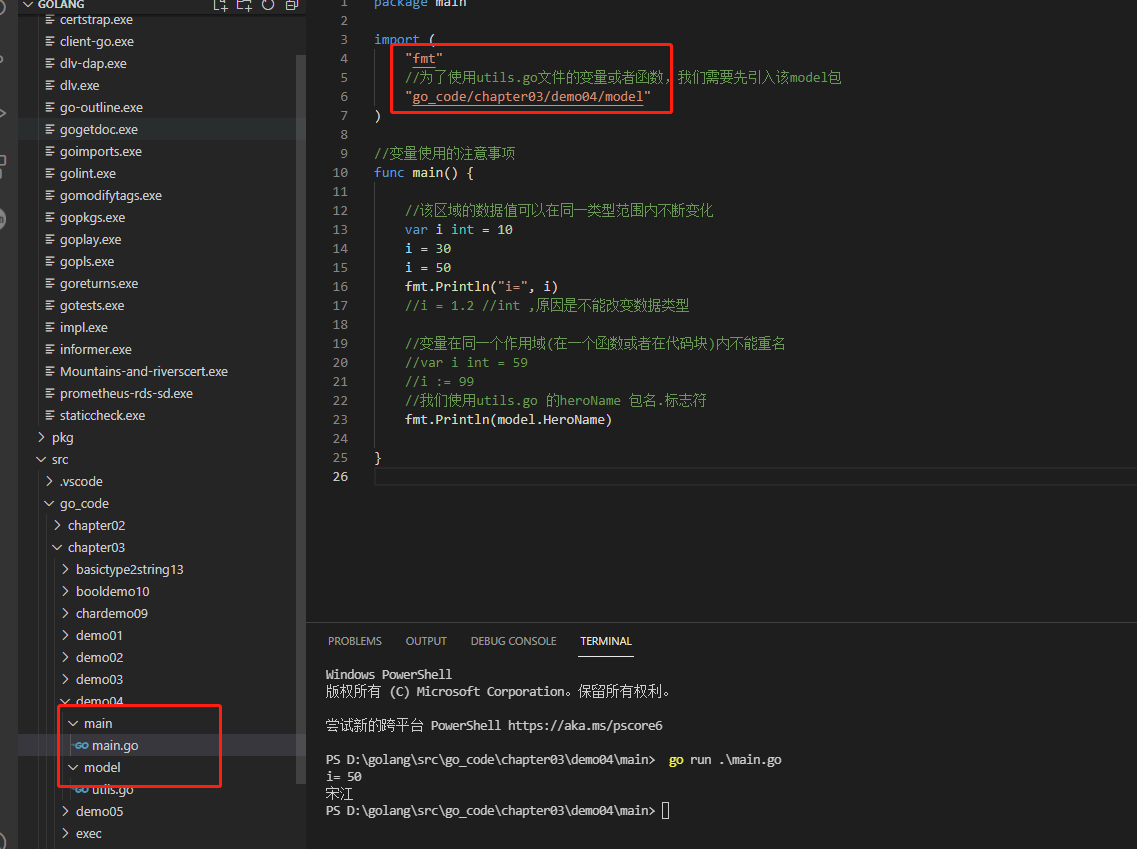 GOLANG
certstrap.exe
client-go.exe
dlv-dap.exe
dlv.exe
go-outline.exe
gogetdoc.exe
goimports.exe
golint.exe
gomodifytags.exe
gopkgs.exe
goplay.exe
gopls.exe
goreturns.exe
gotests.exe
impl.exe
informer.exe
Mountains-and-riverscert.exe
prometheus-rds-sd.exe
staticcheck.exe
pkg
src
.vscode
go_code
chapter02
chapter03
basictype2string13
booldemo10
chardemo09
demo01
demo02
demo03
demo04
main
GO main.go
model
GO utils.go
demo05
exec
1 package main
2
3 import (
4 "fmt"
5 //为了使用utils.go文件的变量或者函数，我们需要先引入该model包
6 "go_code/chapter03/demo04/model"
7 )
8
9 //变量使用的注意事项
10 func main() {
11
12 //该区域的数据值可以在同一类型范围内不断变化
13 var i int = 10
14 i = 30
15 i = 50
16 fmt.Println("i=", i)
17 //i = 1.2 //int ,原因是不能改变数据类型
18
19 //变量在同一个作用域(在一个函数或者在代码块)内不能重名
20 //var i int = 59
21 //i := 99
22 //我们使用utils.go 的heroName 包名.标志符
23 fmt.Println(model.HeroName)
24
25 }
26
PROBLEMS OUTPUT DEBUG CONSOLE TERMINAL
Windows PowerShell
版权所有 (C) Microsoft Corporation。保留所有权利。
尝试新的跨平台 PowerShell https://aka.ms/pscore6
PS D:\golang\src\go_code\chapter03\demo04\main> go run .\main.go
i= 50
宋江
PS D:\golang\src\go_code\chapter03\demo04\main>